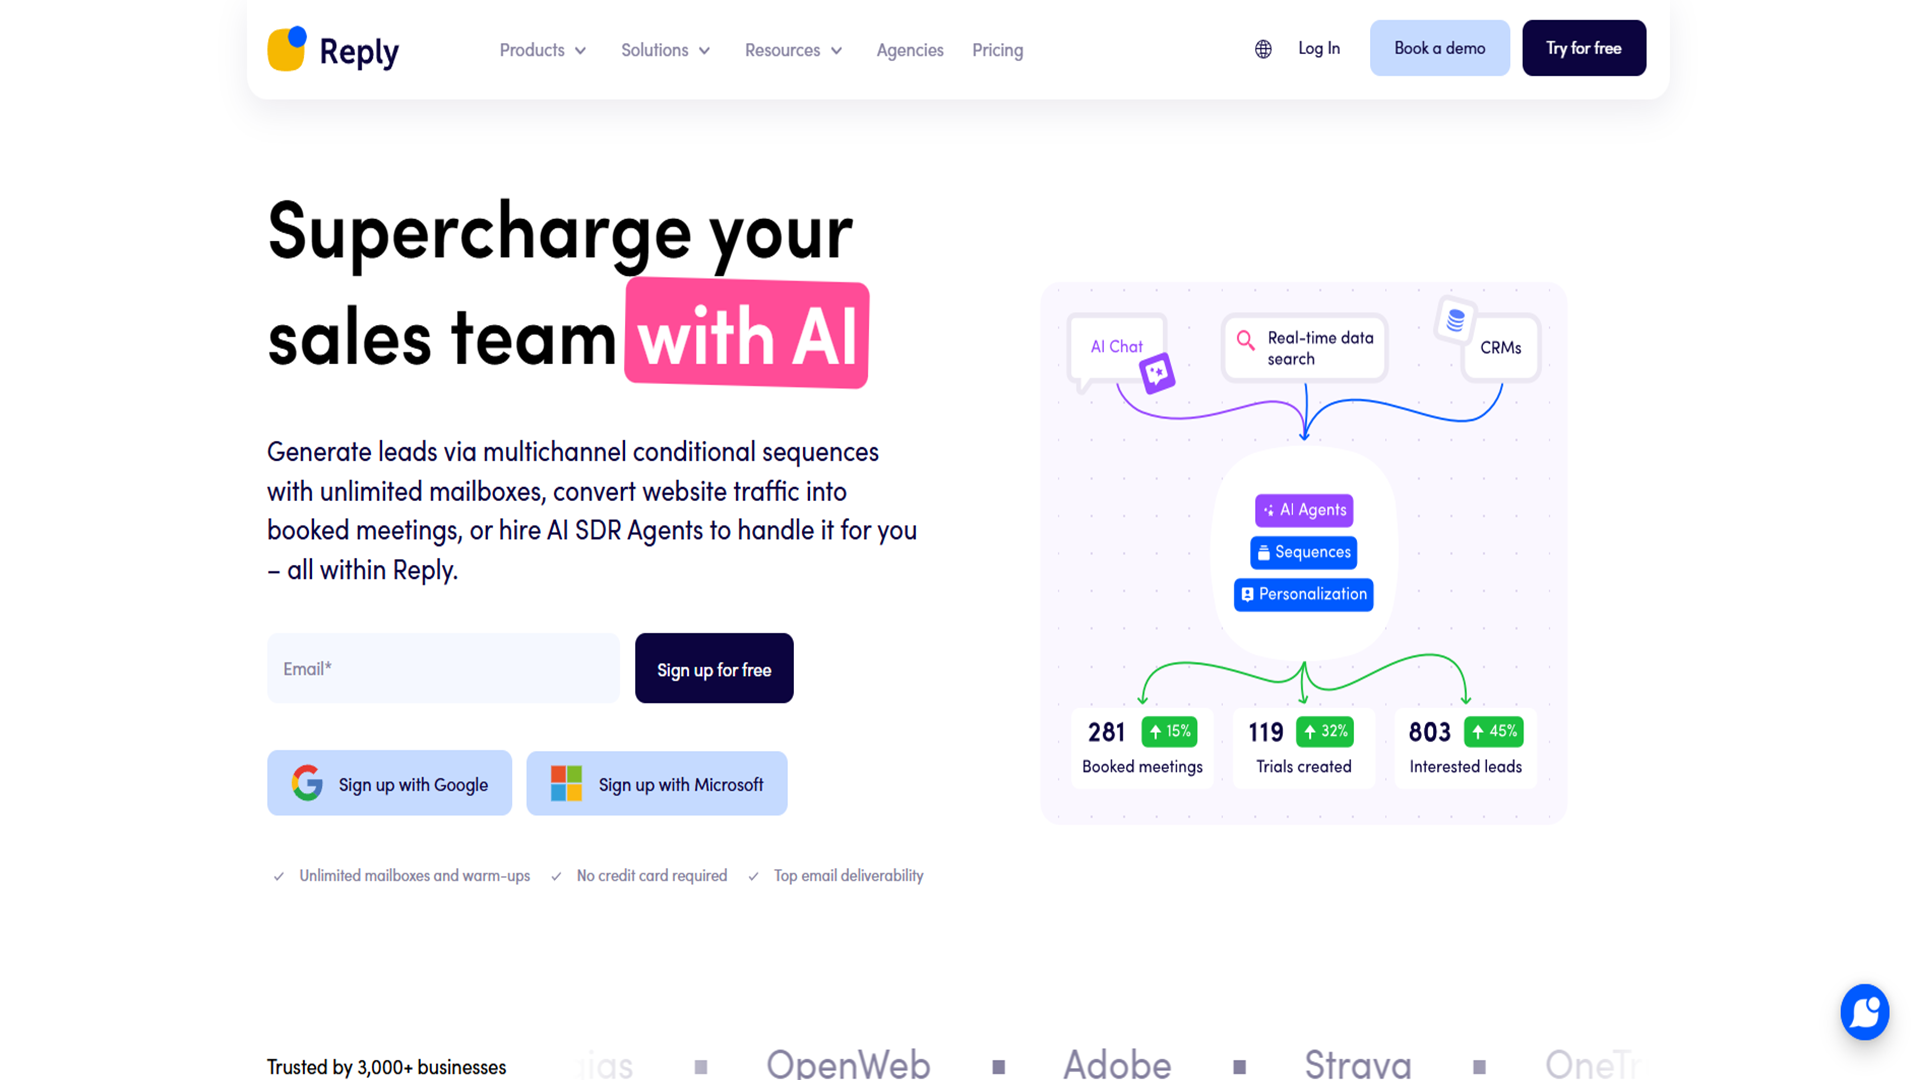 Reply
Products
Solutions
Resources
Agencies
Pricing
Log In
Book a demo
Try for free
Supercharge your
sales team with AI
Generate leads via multichannel conditional sequences
with unlimited mailboxes, convert website traffic into
booked meetings, or hire AI SDR Agents to handle it for you
– all within Reply.
Email*
Sign up for free
Sign up with Google
Sign up with Microsoft
Unlimited mailboxes and warm-ups
No credit card required
Top email deliverability
AI Chat
Real-time data
search
CRMs
AI Agents
Sequences
Personalization
281 15%
Booked meetings
119 32%
Trials created
803 45%
Interested leads
Trusted by 3,000+ businesses
OpenWeb
Adobe
Strava